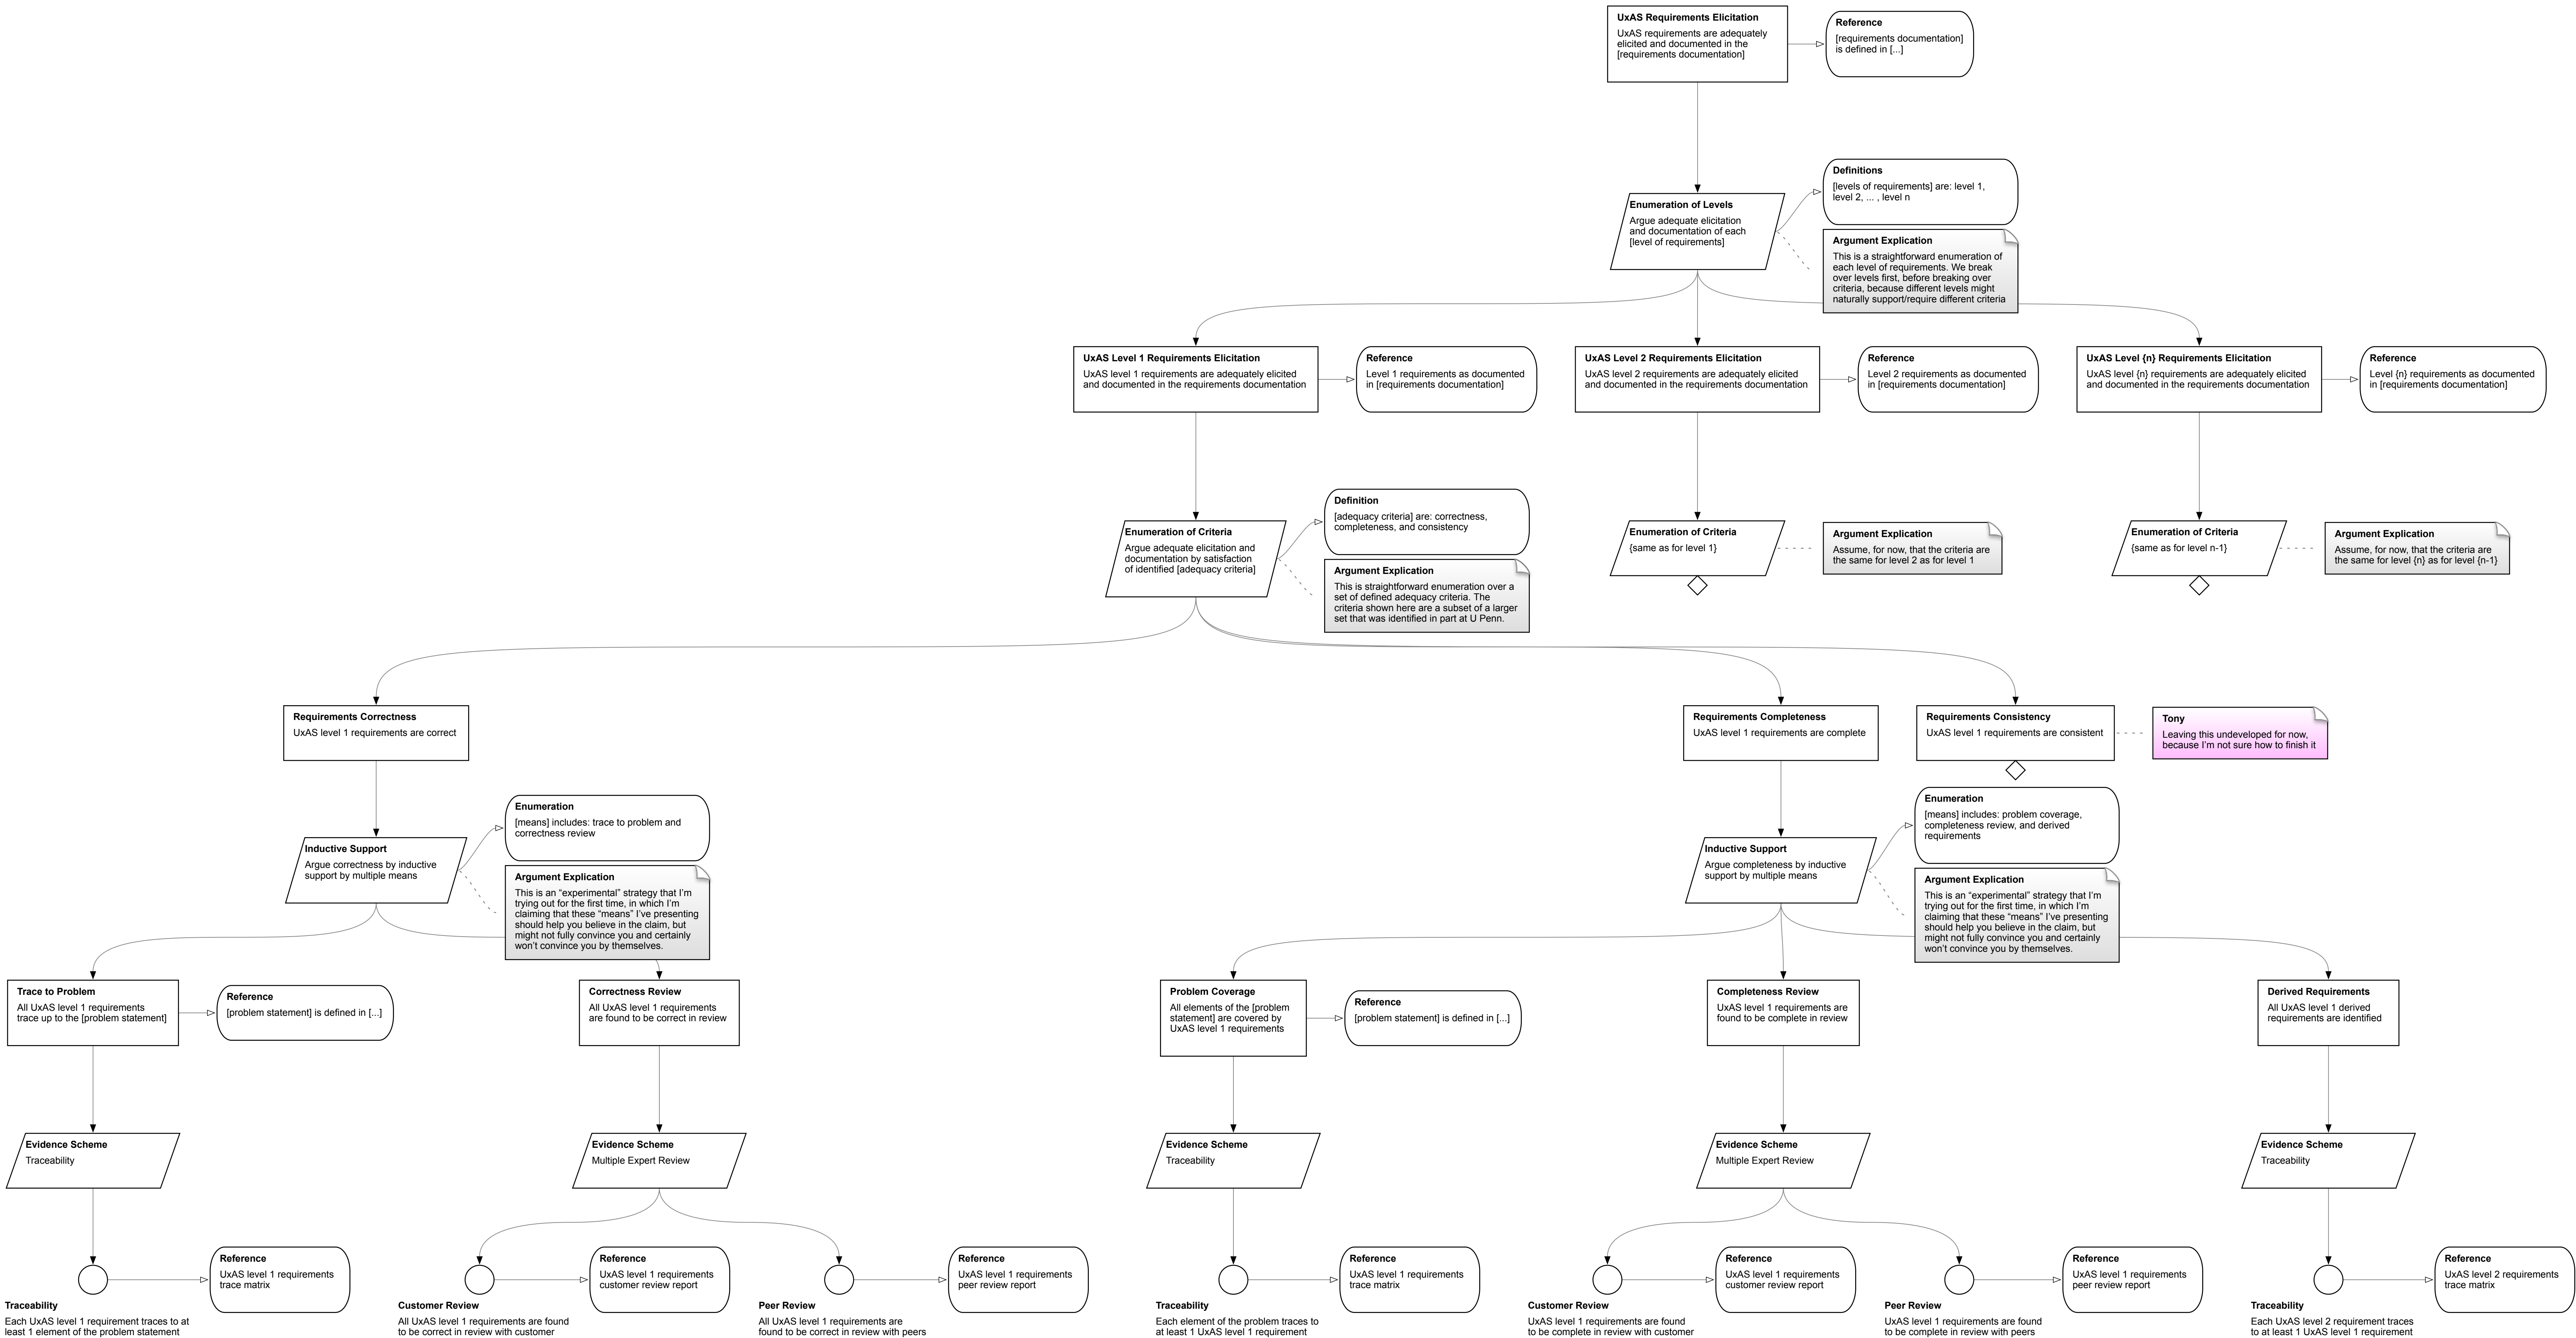 UxAS Requirements Elicitation
UxAS requirements are adequately
elicited and documented in the
[requirements documentation]
Reference
[requirements documentation]
is defined in [...]
Enumeration of Levels
Argue adequate elicitation
and documentation of each
[level of requirements]
Definitions
[levels of requirements] are: level 1,
level 2, ... , level n
Argument Explication
This is a straightforward enumeration of
each level of requirements. We break
over levels first, before breaking over
criteria, because different levels might
naturally support/require different criteria
UxAS Level 1 Requirements Elicitation
UxAS level 1 requirements are adequately elicited
and documented in the requirements documentation
Reference
Level 1 requirements as documented
in [requirements documentation]
UxAS Level 2 Requirements Elicitation
UxAS level 2 requirements are adequately elicited
and documented in the requirements documentation
Reference
Level 2 requirements as documented
in [requirements documentation]
UxAS Level {n} Requirements Elicitation
UxAS level {n} requirements are adequately elicited
and documented in the requirements documentation
Reference
Level {n} requirements as documented
in [requirements documentation]
Enumeration of Criteria
Argue adequate elicitation and
documentation by satisfaction
of identified [adequacy criteria]
Definition
[adequacy criteria] are: correctness,
completeness, and consistency
Argument Explication
This is straightforward enumeration over a
set of defined adequacy criteria. The
criteria shown here are a subset of a larger
set that was identified in part at U Penn.
Enumeration of Criteria
{same as for level 1}
Argument Explication
Assume, for now, that the criteria are
the same for level 2 as for level 1
Enumeration of Criteria
{same as for level n-1}
Argument Explication
Assume, for now, that the criteria are
the same for level {n} as for level {n-1}
Requirements Correctness
UxAS level 1 requirements are correct
Requirements Completeness
UxAS level 1 requirements are complete
Requirements Consistency
UxAS level 1 requirements are consistent
Tony
Leaving this undeveloped for now,
because I'm not sure how to finish it
Inductive Support
Argue correctness by inductive
support by multiple means
Enumeration
[means] includes: trace to problem and
correctness review
Argument Explication
This is an “experimental” strategy that I'm
trying out for the first time, in which I'm
claiming that these “means” I've presenting
should help you believe in the claim, but
might not fully convince you and certainly
won't convince you by themselves.
Inductive Support
Argue completeness by inductive
support by multiple means
Enumeration
[means] includes: problem coverage,
completeness review, and derived
requirements
Argument Explication
This is an “experimental” strategy that I'm
trying out for the first time, in which I'm
claiming that these “means” I've presenting
should help you believe in the claim, but
might not fully convince you and certainly
won't convince you by themselves.
Trace to Problem
All UxAS level 1 requirements
trace up to the [problem statement]
Reference
[problem statement] is defined in [...]
Correctness Review
All UxAS level 1 requirements
are found to be correct in review
Problem Coverage
All elements of the [problem
statement] are covered by
UxAS level 1 requirements
Reference
[problem statement] is defined in [...]
Completeness Review
UxAS level 1 requirements are
found to be complete in review
Derived Requirements
All UxAS level 1 derived
requirements are identified
Evidence Scheme
Traceability
Evidence Scheme
Multiple Expert Review
Evidence Scheme
Traceability
Evidence Scheme
Multiple Expert Review
Evidence Scheme
Traceability
Traceability
Each UxAS level 1 requirement traces to at
least 1 element of the problem statement
Reference
UxAS level 1 requirements
trace matrix
Customer Review
All UxAS level 1 requirements are found
to be correct in review with customer
Reference
UxAS level 1 requirements
customer review report
Peer Review
All UxAS level 1 requirements are
found to be correct in review with peers
Reference
UxAS level 1 requirements
peer review report
Traceability
Each element of the problem traces to
at least 1 UxAS level 1 requirement
Reference
UxAS level 1 requirements
trace matrix
Customer Review
UxAS level 1 requirements are found
to be complete in review with customer
Reference
UxAS level 1 requirements
customer review report
Peer Review
UxAS level 1 requirements are found
to be complete in review with peers
Reference
UxAS level 1 requirements
peer review report
Traceability
Each UxAS level 2 requirement traces
to at least 1 UxAS level 1 requirement
Reference
UxAS level 2 requirements
trace matrix